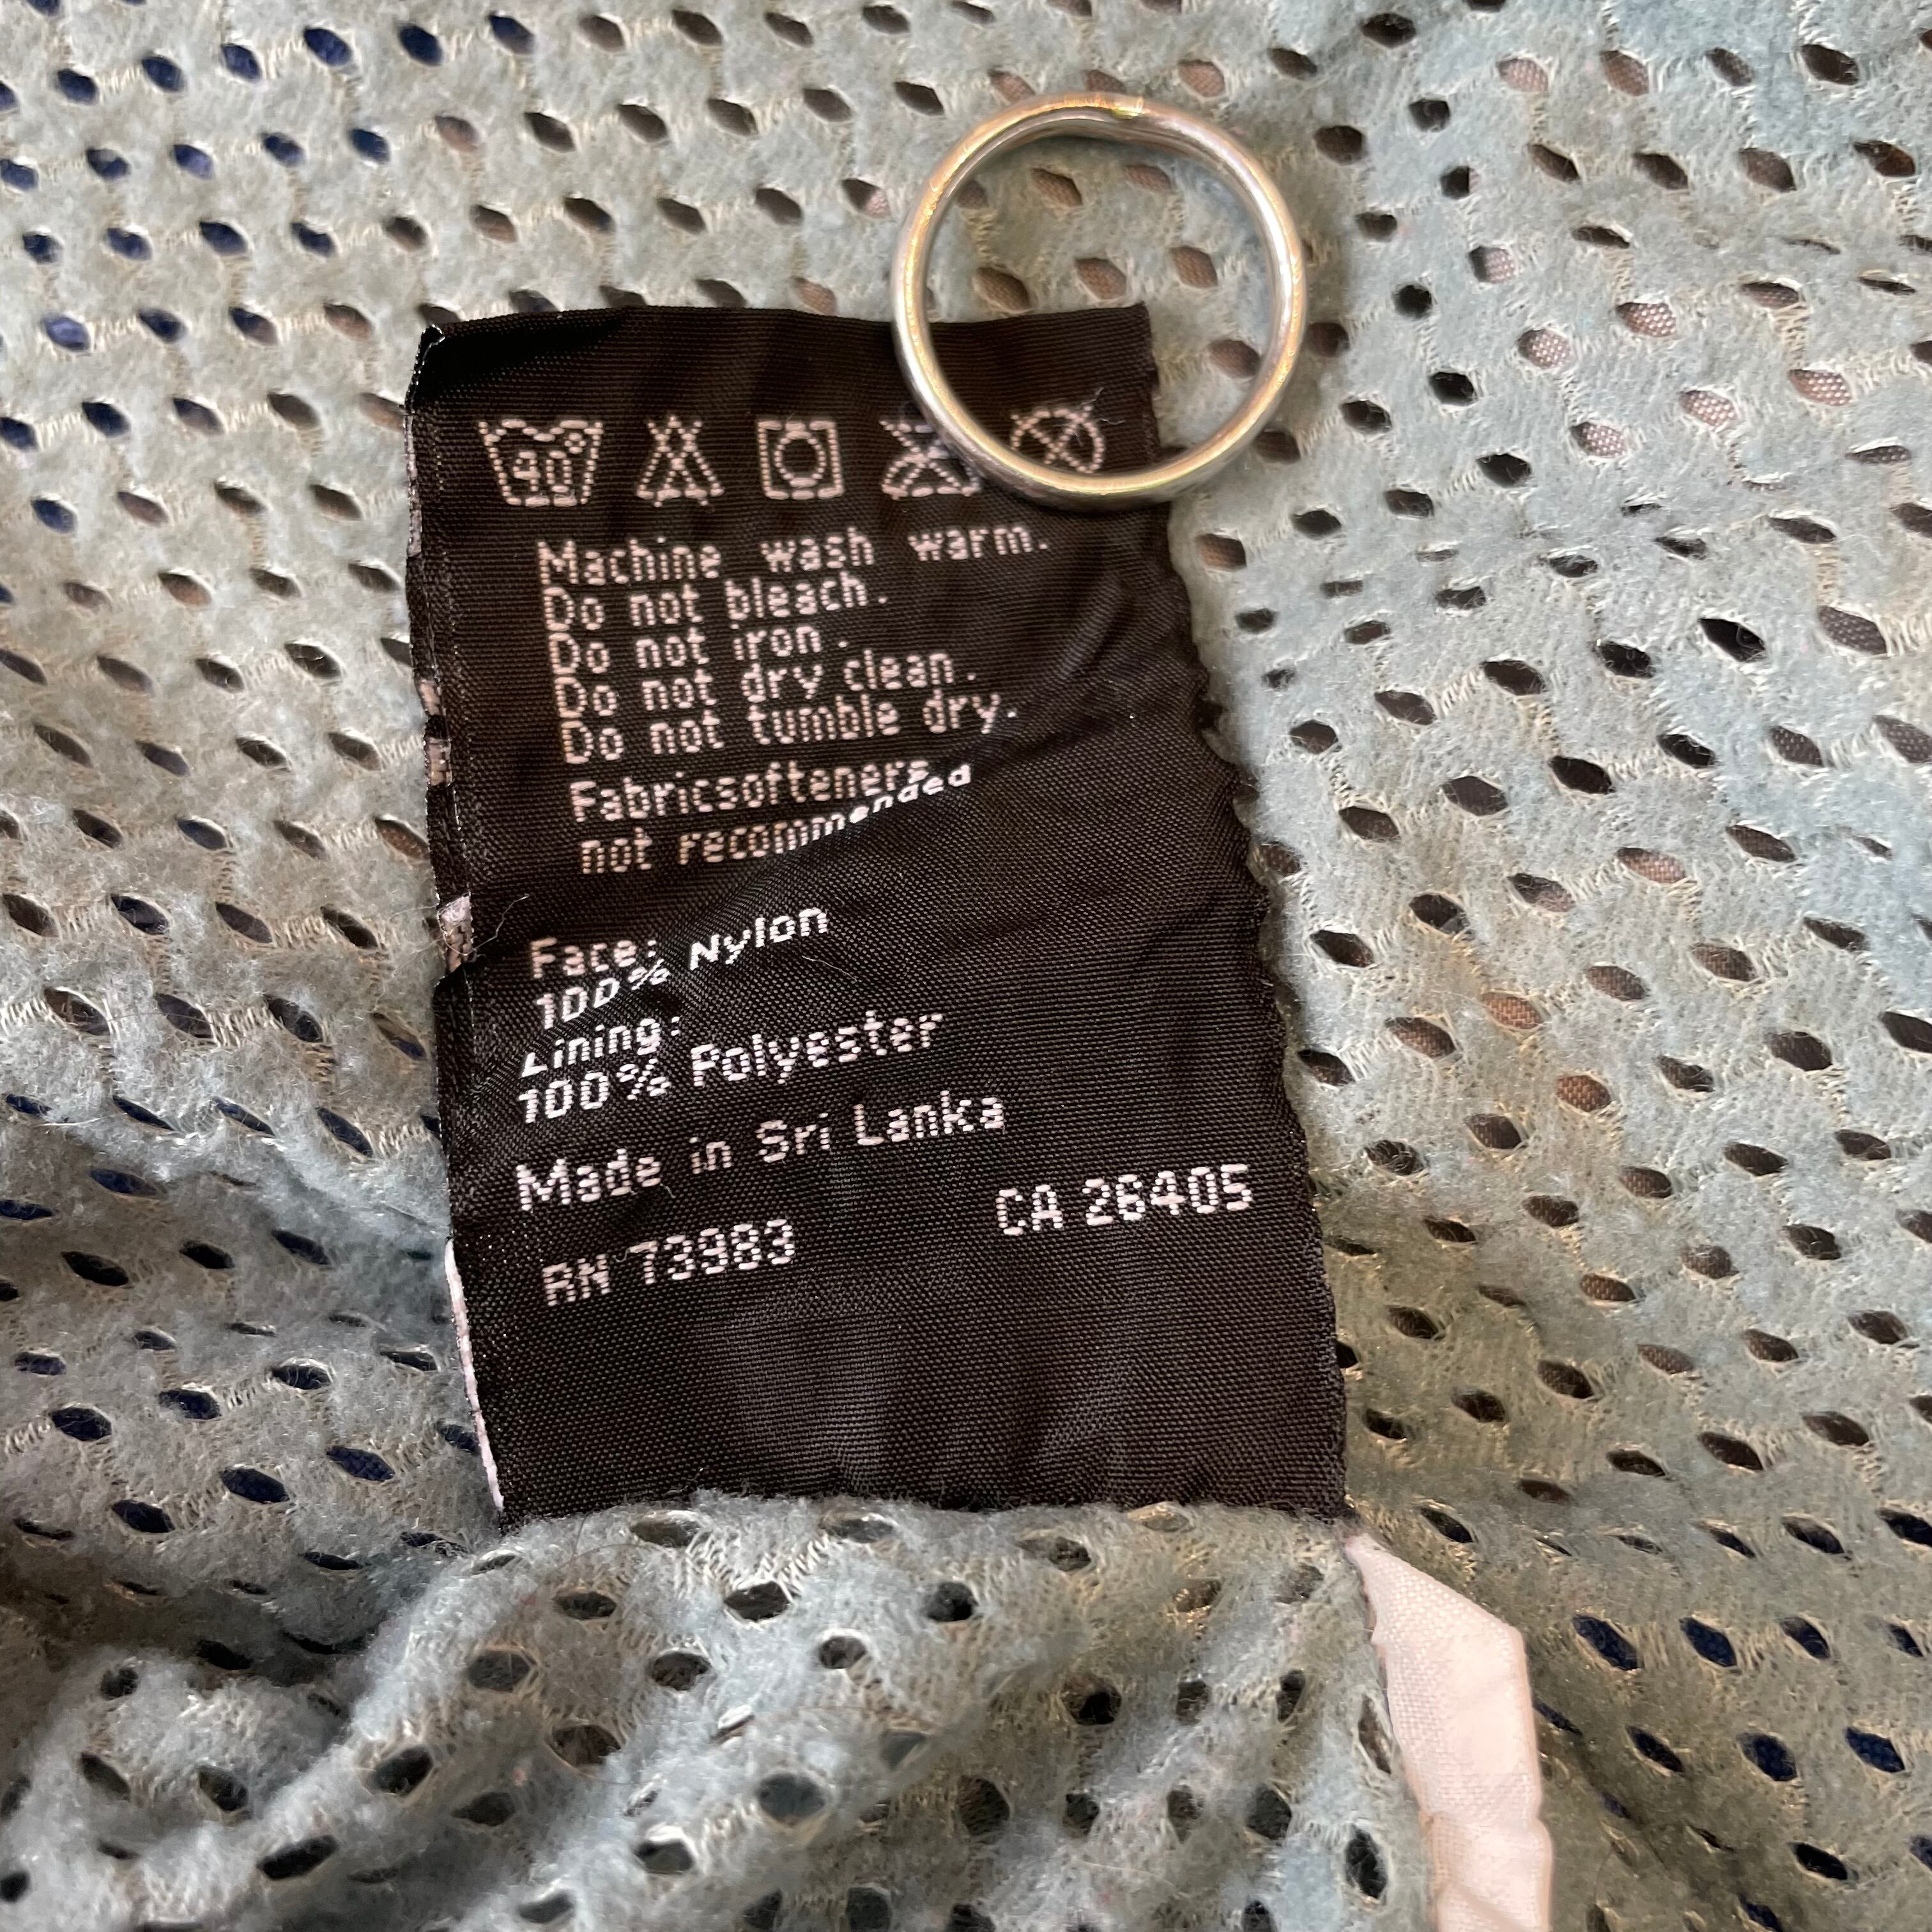 40°
Machine wash warm.
Do not bleach.
Do not iron.
Do not dry clean.
Do not tumble dry.
Fabricsofteners
not recommended
Face:
100% Nylon
Lining:
100% Polyester
Made in Sri Lanka
CA 26405
RN 73983